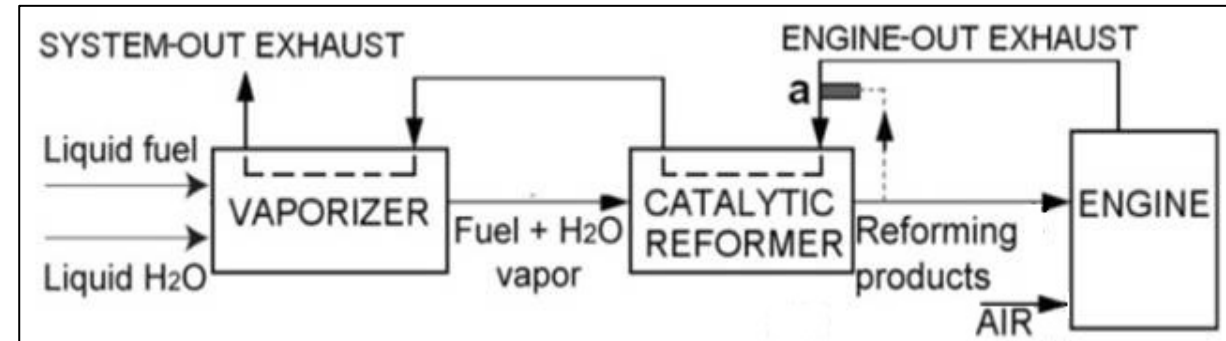 SYSTEM-OUT EXHAUST
ENGINE-OUT EXHAUST
a
Liquid fuel
Liquid H2O
VAPORIZER
Fuel + H2O
vapor
CATALYTIC
REFORMER
Reforming
products
ENGINE
AIR